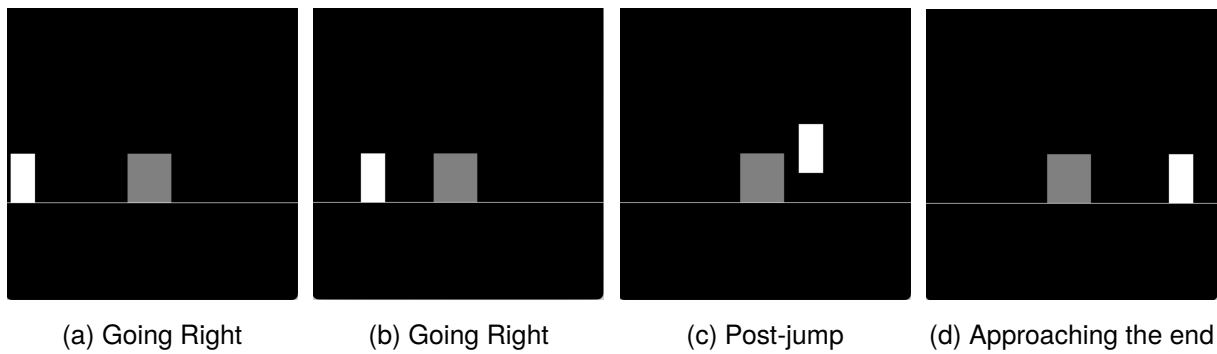 (a) Going Right
(b) Going Right
(c) Post-jump
(d) Approaching the end